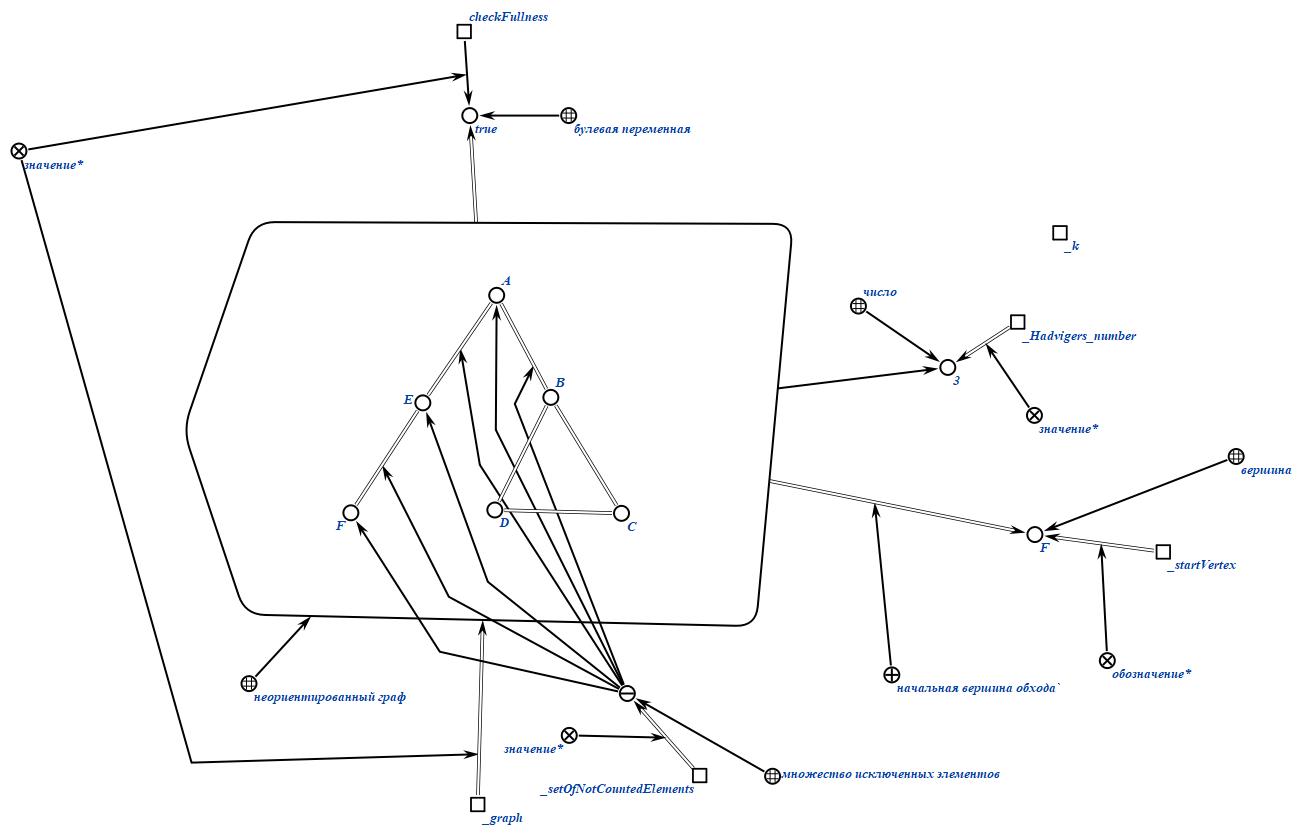 checkFullness
true
булевая переменная
значение*
_k
A
число
_Hadvigers_number
3
B
E
значение*
вершина
F
D
C
F
_startVertex
обозначение*
начальная вершина обхода`
неориентированный граф
значение*
множество исключенных элементов
_setOfNotCountedElements
_graph